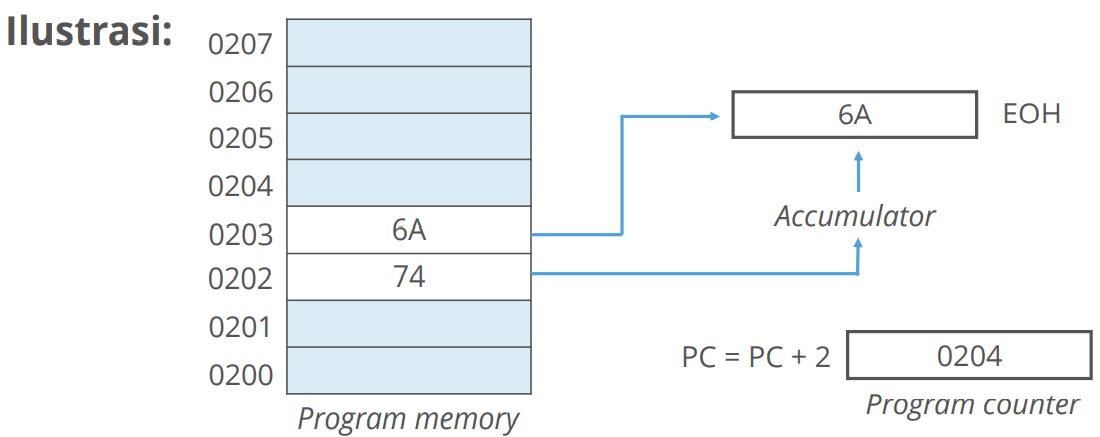 Ilustrasi:
0207
0206
0205
0204
0203 6A
0202 74
0201
0200
Program memory
6A EOH
Accumulator
PC = PC + 2 0204
Program counter